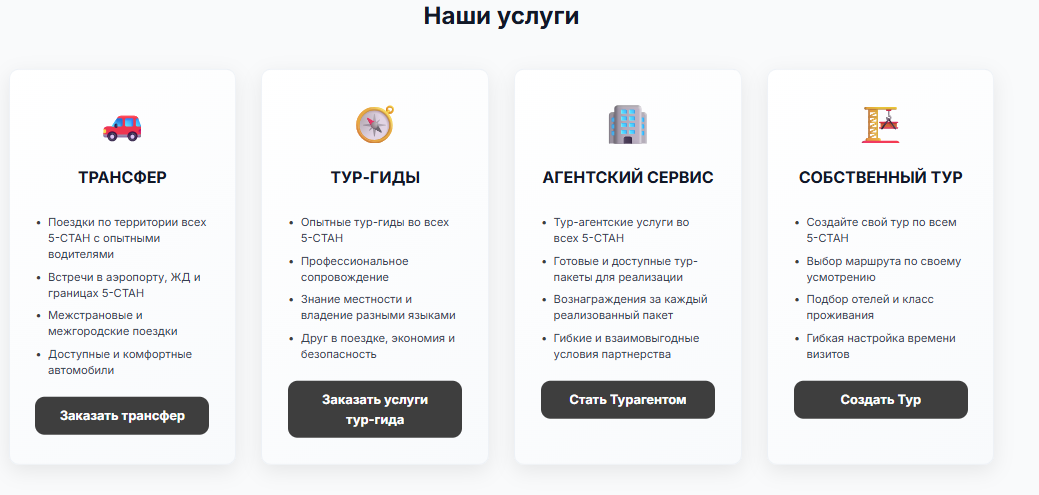 Наши услуги
ТРАНСФЕР
• Поездки по территории всех
5-СТАН с опытными
водителями
• Встречи в аэропорту, ЖД и
границах 5-СТАН
• Межстрановые и
межгородские поездки
• Доступные и комфортные
автомобили
Заказать трансфер
ТУР-ГИДЫ
• Опытные тур-гиды во всех
5-СТАН
• Профессиональное
сопровождение
• Знание местности и
владение разными языками
• Друг в поездке, экономия и
безопасность
Заказать услуги
тур-гида
АГЕНТСКИЙ СЕРВИС
• Тур-агентские услуги во
всех 5-СТАН
• Готовые и доступные тур-
пакеты для реализации
• Вознаграждения за каждый
реализованный пакет
• Гибкие и взаимовыгодные
условия партнерства
Стать Турагентом
СОБСТВЕННЫЙ ТУР
• Создайте свой тур по всем
5-СТАН
• Выбор маршрута по своему
усмотрению
• Подбор отелей и класс
проживания
• Гибкая настройка времени
визитов
Создать Тур